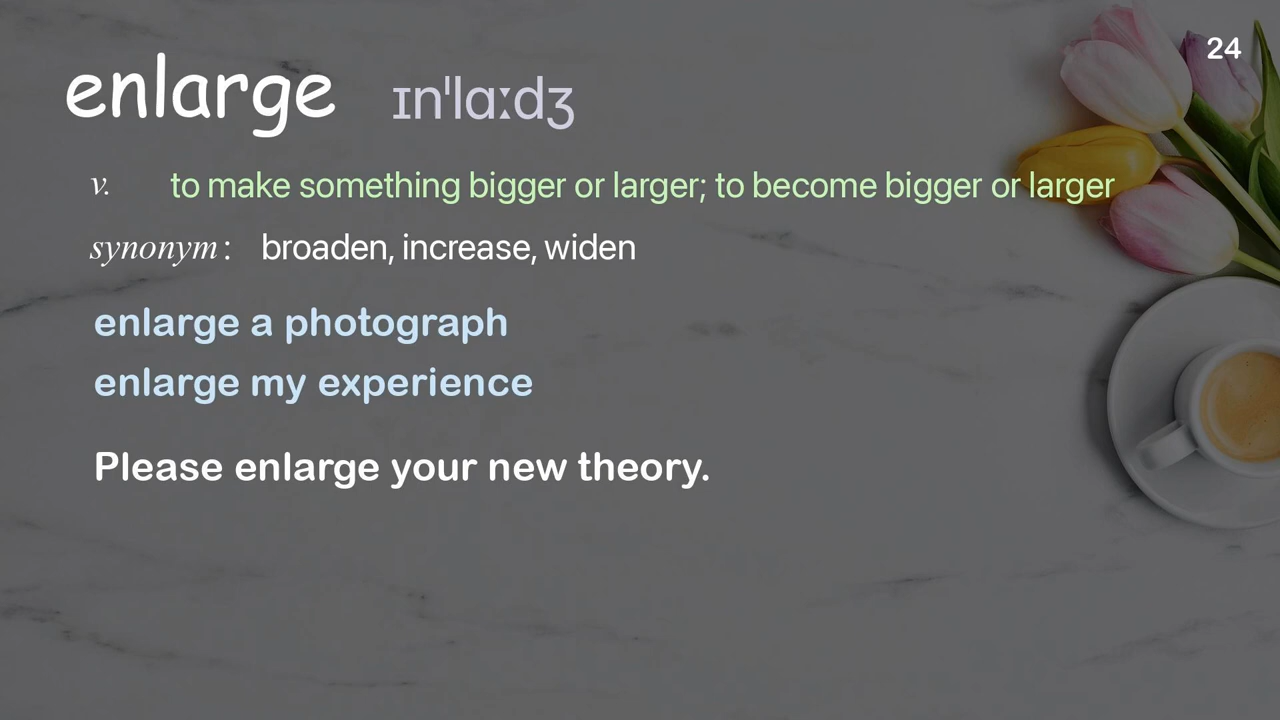 24
enlarge ɪnˈlɑːdʒ
v. to make something bigger or larger; to become bigger or larger
synonym: broaden, increase, widen
enlarge a photograph
enlarge my experience
Please enlarge your new theory.